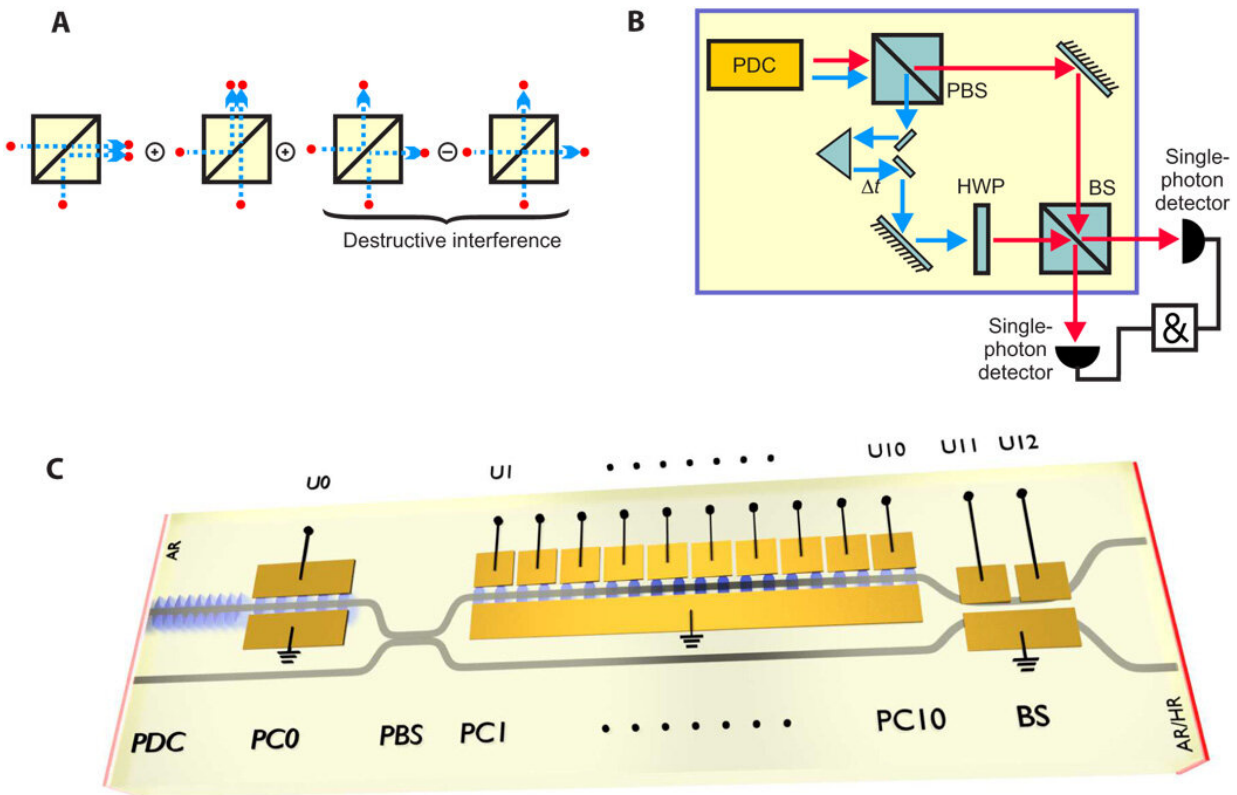 A
+
+
−
Destructive interference
B
PDC
PBS
Δt
HWP
BS
Single-
photon
detector
Single-
photon
detector
&
C
U0
U1
. . . . . . .
U10
U11
U12
AR
PDC
PC0
PBS
PC1
. . . . . . .
PC10
BS
AR/HR